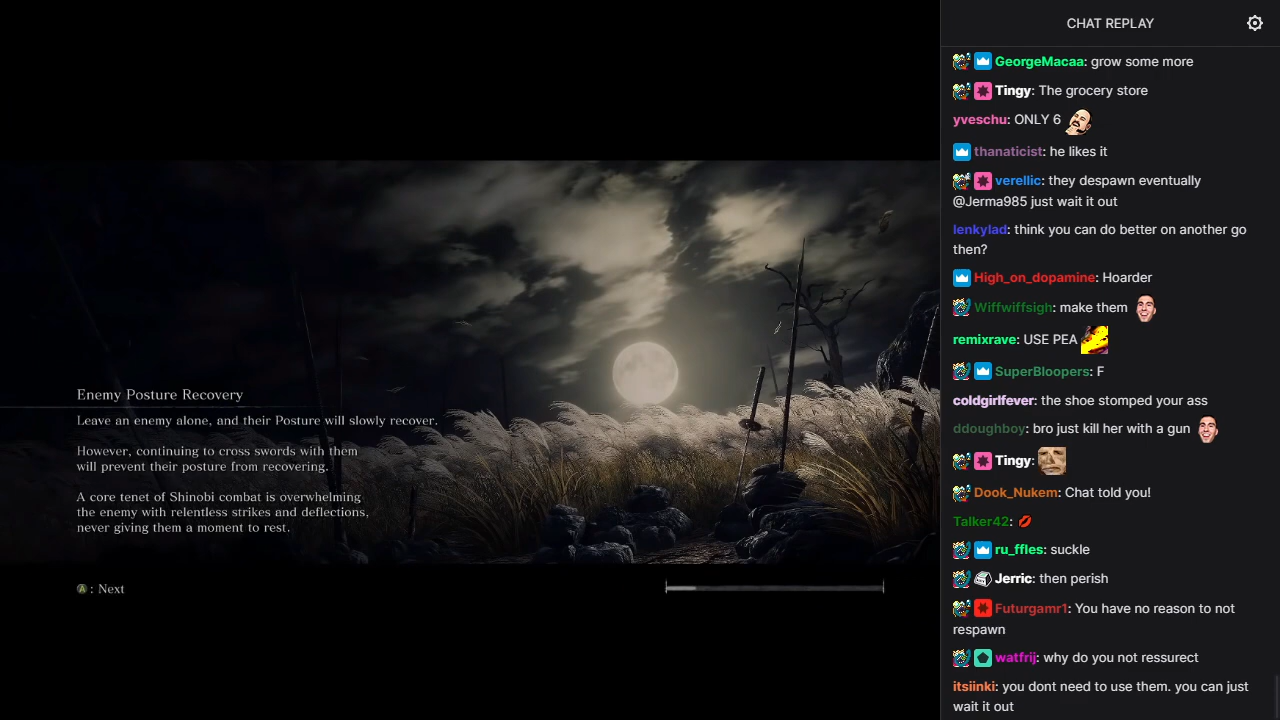 Enemy Posture Recovery
Leave an enemy alone, and their Posture will slowly recover.
However, continuing to cross swords with them
will prevent their posture from recovering.
A core tenet of Shinobi combat is overwhelming
the enemy with relentless strikes and deflections,
never giving them a moment to rest.
A : Next
CHAT REPLAY
GeorgeMacaa: grow some more
Tingy: The grocery store
yveschu: ONLY 6
thanaticist: he likes it
verellic: they despawn eventually
@Jerma985 just wait it out
lenkylad: think you can do better on another go
then?
High_on_dopamine: Hoarder
Wiffwiffsigh: make them
remixrave: USE PEA
SuperBloopers: F
coldgirlfever: the shoe stomped your ass
ddoughboy: bro just kill her with a gun
Tingy:
Dook_Nukem: Chat told you!
Talker42:
ru_ffles: suckle
Jerric: then perish
Futurgamr1: You have no reason to not
respawn
watfrij: why do you not ressurect
itsiinki: you dont need to use them. you can just
wait it out